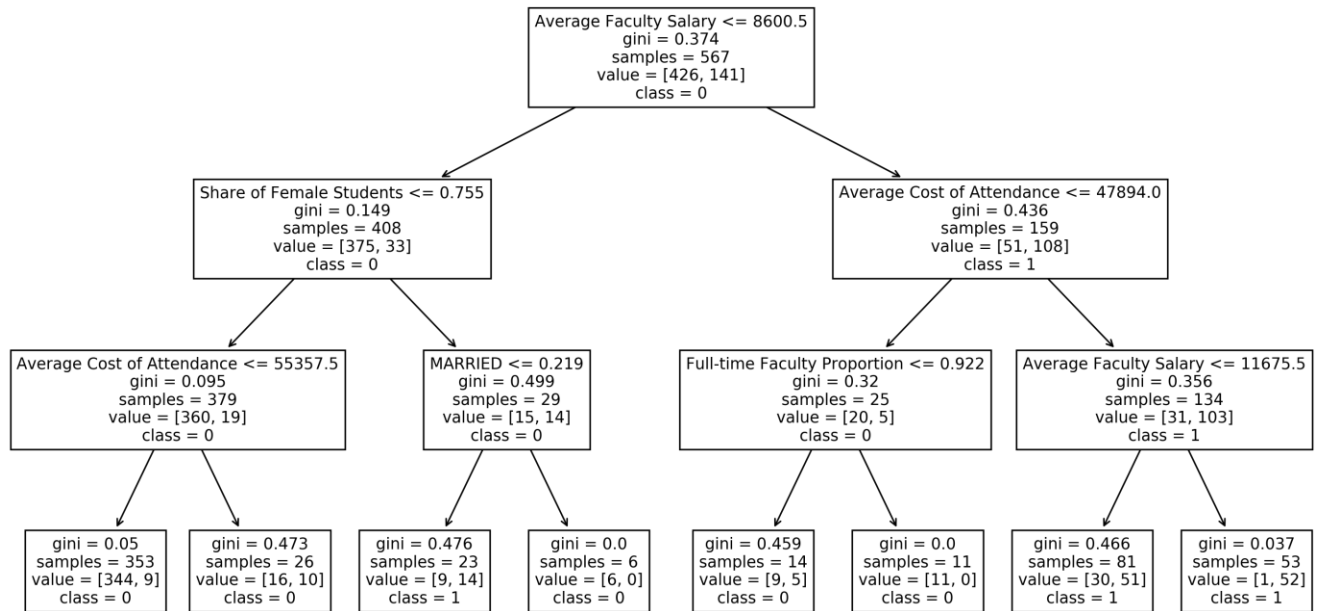 Average Faculty Salary <= 8600.5
gini = 0.374
samples = 567
value = [426, 141]
class = 0
Share of Female Students <= 0.755
gini = 0.149
samples = 408
value = [375, 33]
class = 0
Average Cost of Attendance <= 47894.0
gini = 0.436
samples = 159
value = [51, 108]
class = 1
Average Cost of Attendance <= 55357.5
gini = 0.095
samples = 379
value = [360, 19]
class = 0
MARRIED <= 0.219
gini = 0.499
samples = 29
value = [15, 14]
class = 0
Full-time Faculty Proportion <= 0.922
gini = 0.32
samples = 25
value = [20, 5]
class = 0
Average Faculty Salary <= 11675.5
gini = 0.356
samples = 134
value = [31, 103]
class = 1
gini = 0.05
samples = 353
value = [344, 9]
class = 0
gini = 0.473
samples = 26
value = [16, 10]
class = 0
gini = 0.476
samples = 23
value = [9, 14]
class = 1
gini = 0.0
samples = 6
value = [6, 0]
class = 0
gini = 0.459
samples = 14
value = [9, 5]
class = 0
gini = 0.0
samples = 11
value = [11, 0]
class = 0
gini = 0.466
samples = 81
value = [30, 51]
class = 1
gini = 0.037
samples = 53
value = [1, 52]
class = 1